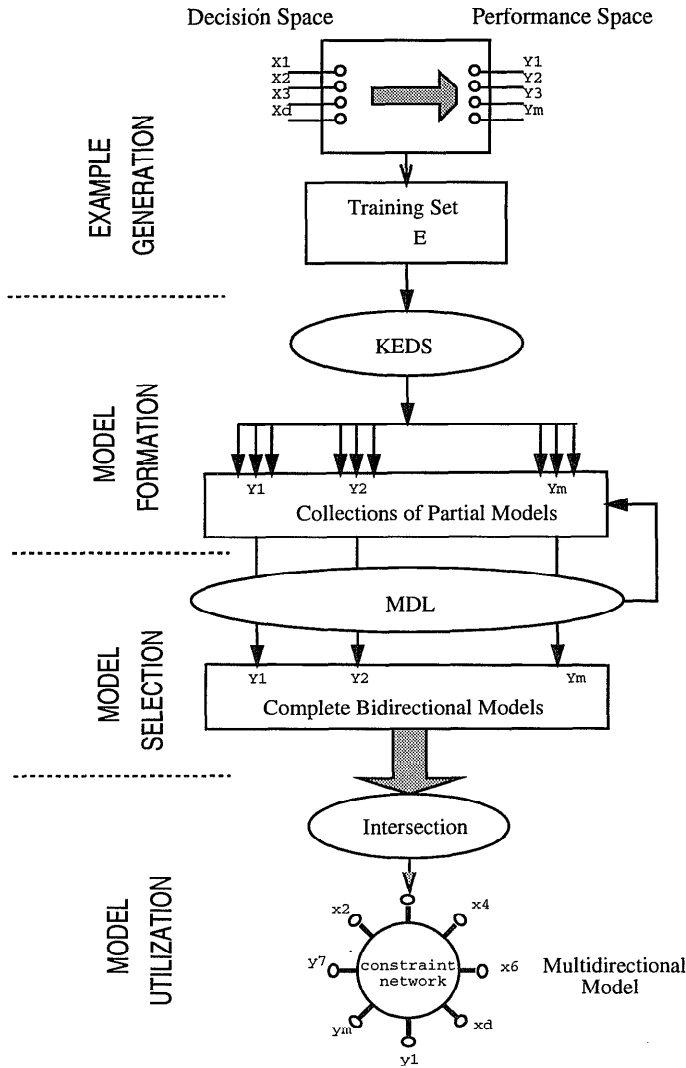 Decision Space Performance Space
X1 Y1
X2 Y2
X3 Y3
Xd Ym
EXAMPLE
GENERATION
Training Set
E
KEDS
MODEL
FORMATION
Y1 Y2 Ym
Collections of Partial Models
MDL
MODEL
SELECTION
Y1 Y2 Ym
Complete Bidirectional Models
Intersection
MODEL
UTILIZATION
x2 x4
y7 constraint network x6
ym xd
y1
Multidirectional
Model